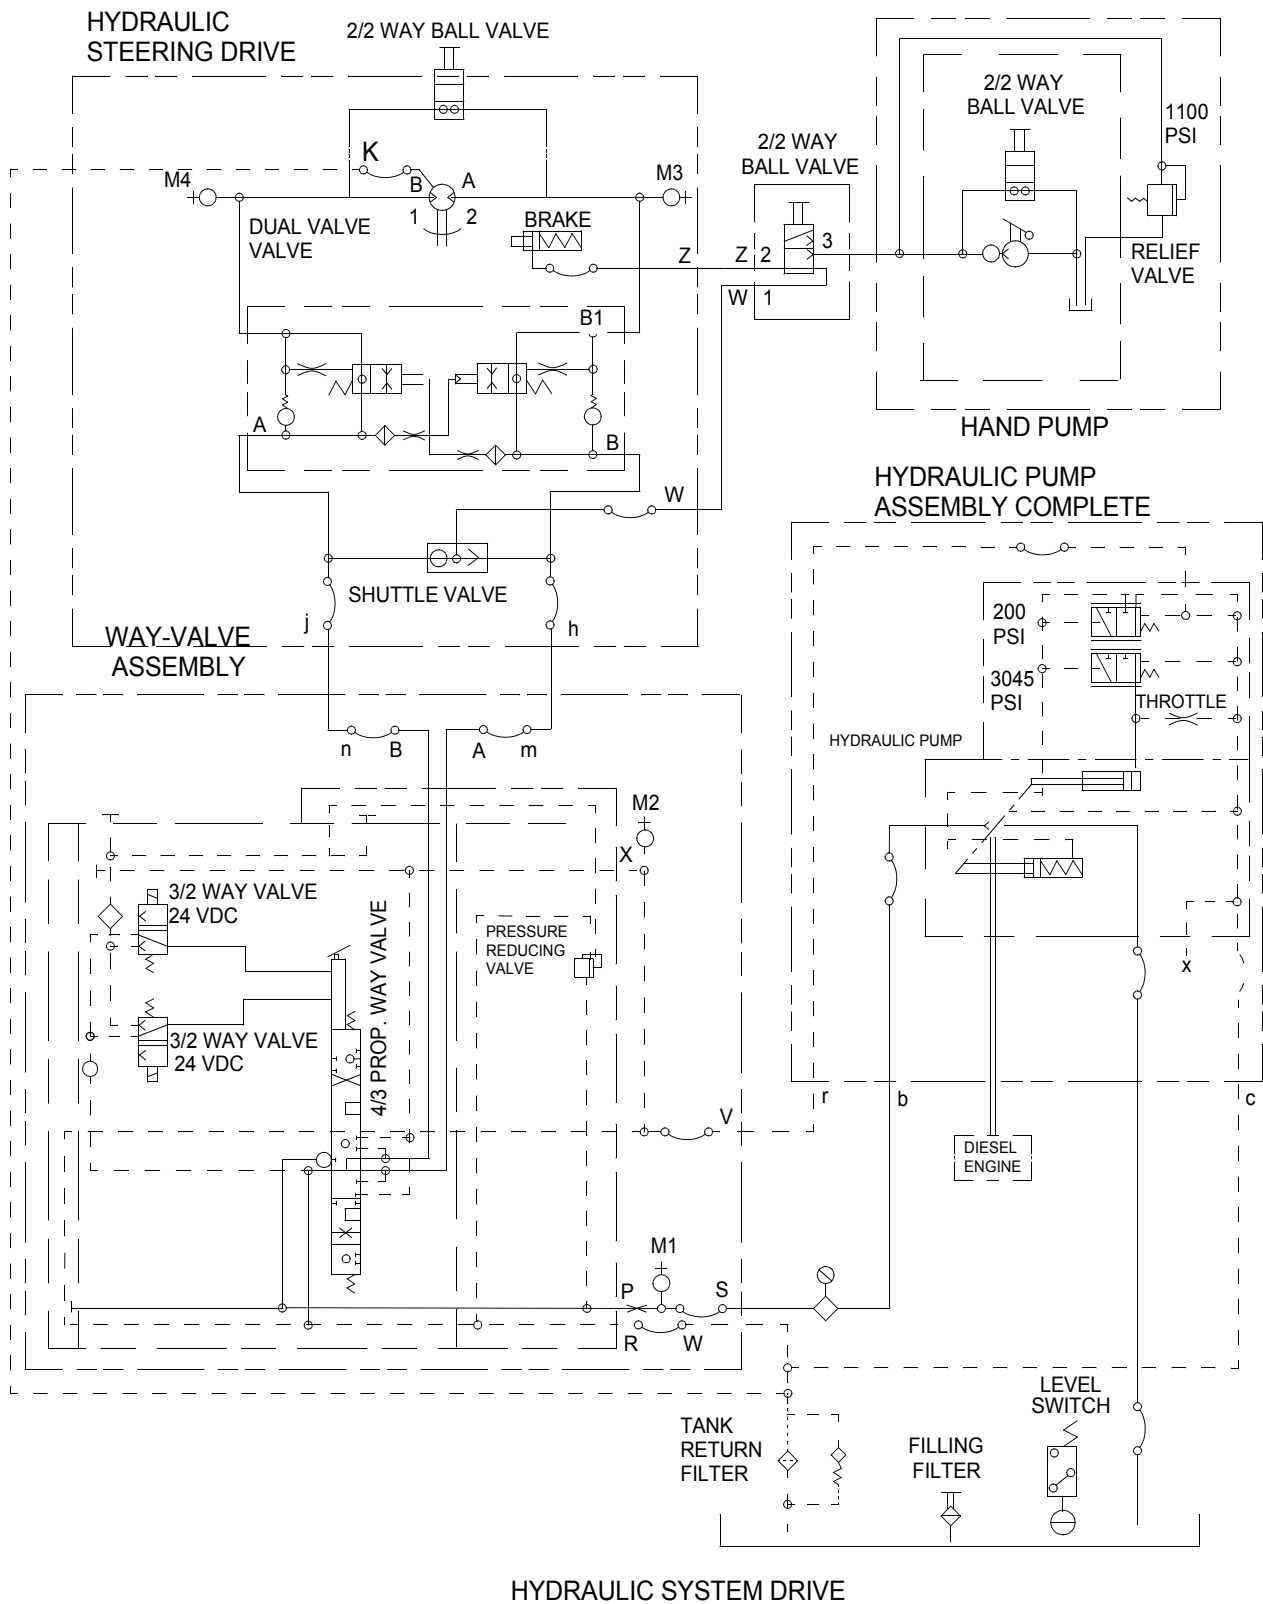 HYDRAULIC
STEERING DRIVE
2/2 WAY BALL VALVE
K
M4
B
A
1
2
M3
DUAL VALVE
VALVE
BRAKE
Z
2/2 WAY
BALL VALVE
3
Z
2
W
1
2/2 WAY
BALL VALVE
1100
PSI
RELIEF
VALVE
HAND PUMP
B1
A
B
W
SHUTTLE VALVE
j
h
WAY-VALVE
ASSEMBLY
HYDRAULIC PUMP
ASSEMBLY COMPLETE
200
PSI
3045
PSI
THROTTLE
HYDRAULIC PUMP
x
r
b
c
DIESEL
ENGINE
n
B
A
m
M2
X
3/2 WAY VALVE
24 VDC
3/2 WAY VALVE
24 VDC
4/3 PROP. WAY VALVE
PRESSURE
REDUCING
VALVE
V
M1
P
S
R
W
TANK
RETURN
FILTER
FILLING
FILTER
LEVEL
SWITCH
HYDRAULIC SYSTEM DRIVE